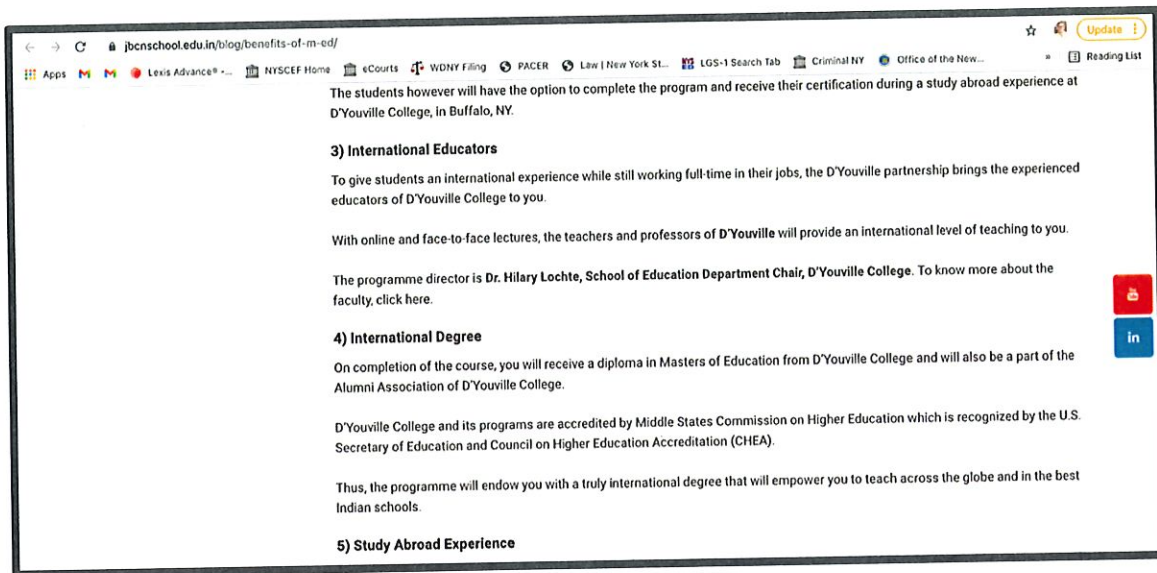 jbcnschool.edu.in/blog/benefits-of-m-ed/
Update
Apps
Lexis Advance® -...
NYSCEF Home
eCourts
WDNY Filing
PACER
Law | New York St...
LGS-1 Search Tab
Criminal NY
Office of the New...
»
Reading List
The students however will have the option to complete the program and receive their certification during a study abroad experience at
D'Youville College, in Buffalo, NY.
3) International Educators
To give students an international experience while still working full-time in their jobs, the D'Youville partnership brings the experienced
educators of D'Youville College to you.
With online and face-to-face lectures, the teachers and professors of D'Youville will provide an international level of teaching to you.
The programme director is Dr. Hilary Lochte, School of Education Department Chair, D'Youville College. To know more about the
faculty, click here.
in
4) International Degree
On completion of the course, you will receive a diploma in Masters of Education from D'Youville College and will also be a part of the
Alumni Association of D'Youville College.
D'Youville College and its programs are accredited by Middle States Commission on Higher Education which is recognized by the U.S.
Secretary of Education and Council on Higher Education Accreditation (CHEA).
Thus, the programme will endow you with a truly international degree that will empower you to teach across the globe and in the best
Indian schools.
5) Study Abroad Experience